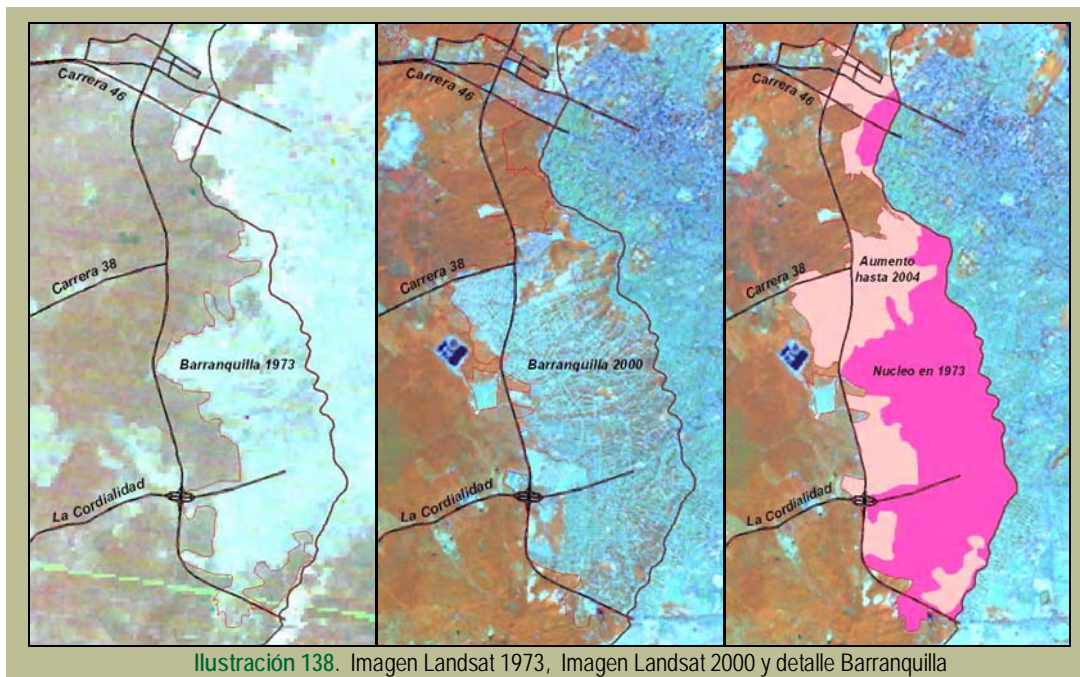 Carrera 46
Carrera 38
Barranquilla 1973
La Cordialidad
Carrera 46
Carrera 38
Barranquilla 2000
La Cordialidad
Carrera 46
Carrera 38
Aumento
hasta 2004
Nucleo en 1973
La Cordialidad
Ilustración 138. Imagen Landsat 1973, Imagen Landsat 2000 y detalle Barranquilla